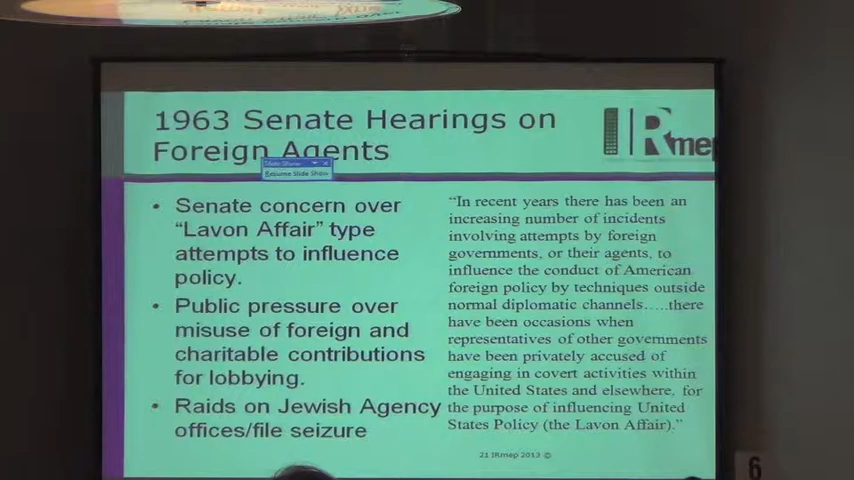 1963 Senate Hearings on
Foreign Agents
IRmep
Slide Show
Resume Slide Show
• Senate concern over
“Lavon Affair” type
attempts to influence
policy.
• Public pressure over
misuse of foreign and
charitable contributions
for lobbying.
• Raids on Jewish Agency
offices/file seizure
“In recent years there has been an
increasing number of incidents
involving attempts by foreign
governments, or their agents, to
influence the conduct of American
foreign policy by techniques outside
normal diplomatic channels.....there
have been occasions when
representatives of other governments
have been privately accused of
engaging in covert activities within
the United States and elsewhere, for
the purpose of influencing United
States Policy (the Lavon Affair).”
21 IRmep 2013 ©
6